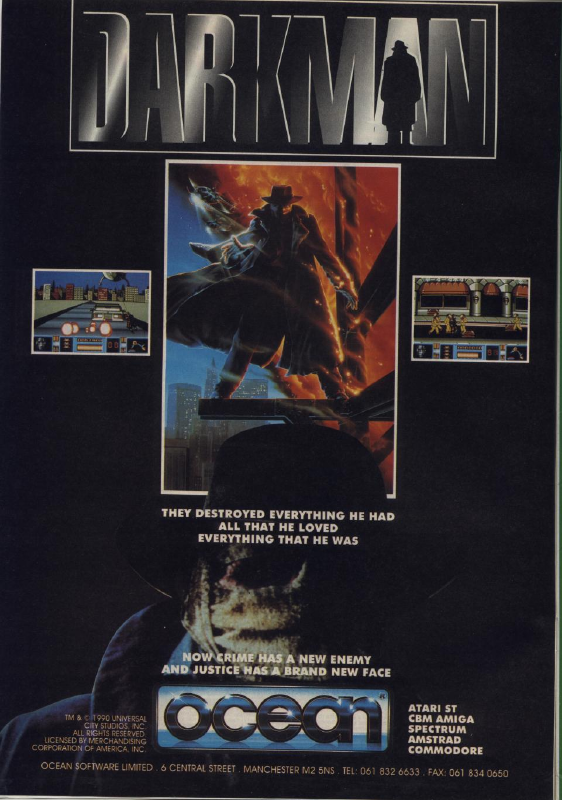 DARKMAN
THEY DESTROYED EVERYTHING HE HAD
ALL THAT HE LOVED
EVERYTHING THAT HE WAS
NOW CRIME HAS A NEW ENEMY
AND JUSTICE HAS A BRAND NEW FACE
ocean®
TM & © 1990 UNIVERSAL
CITY STUDIOS, INC.
ALL RIGHTS RESERVED.
LICENSED BY MERCHANDISING
CORPORATION OF AMERICA, INC.
ATARI ST
CBM AMIGA
SPECTRUM
AMSTRAD
COMMODORE
OCEAN SOFTWARE LIMITED . 6 CENTRAL STREET . MANCHESTER M2 5NS . TEL: 061 832 6633 . FAX: 061 834 0650